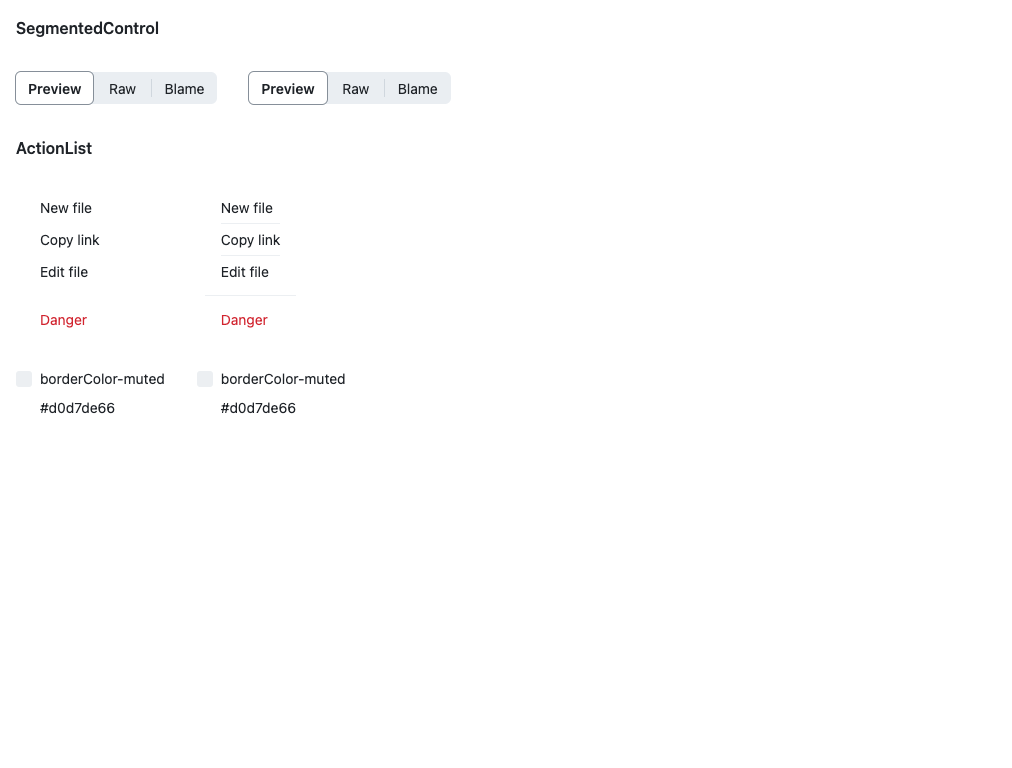 SegmentedControl
Preview Raw Blame Preview Raw Blame
ActionList
New file New file
Copy link Copy link
Edit file Edit file
Danger Danger
borderColor-muted borderColor-muted
#d0d7de66 #d0d7de66